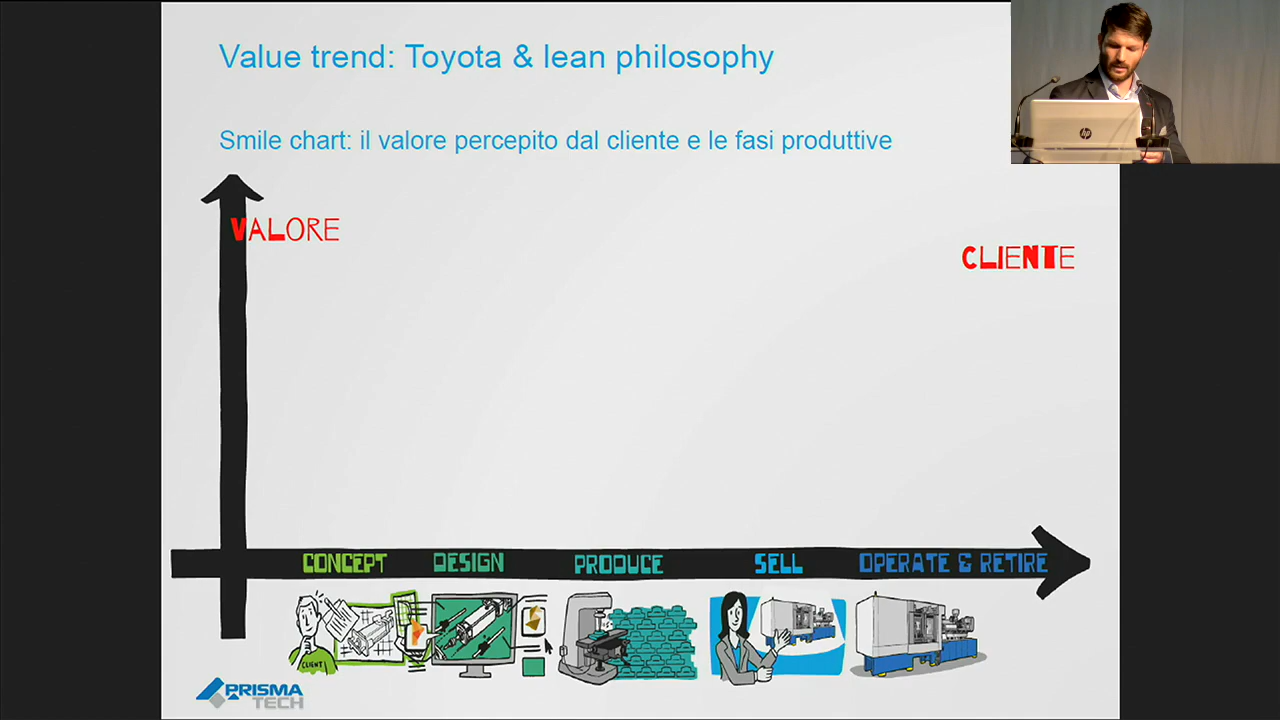 Value trend: Toyota & lean philosophy
Smile chart: il valore percepito dal cliente e le fasi produttive
VALORE
CLIENTE
hp
CONCEPT DESIGN PRODUCE SELL OPERATE & RETIRE
CLIENT
PRISMA
TECH